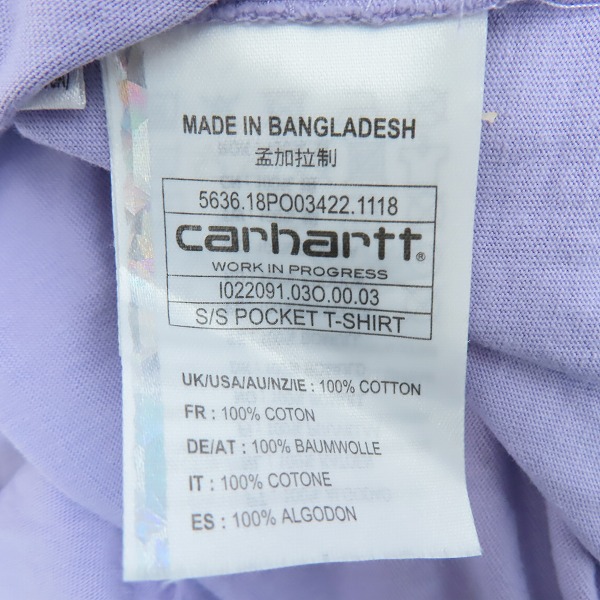 MADE IN BANGLADESH
孟加拉制
5636.18PO03422.1118
carhartt®
WORK IN PROGRESS
I022091.03O.00.03
S/S POCKET T-SHIRT
UK/USA/AU/NZ/IE : 100% COTTON
FR : 100% COTON
DE/AT : 100% BAUMWOLLE
IT : 100% COTONE
ES : 100% ALGODON